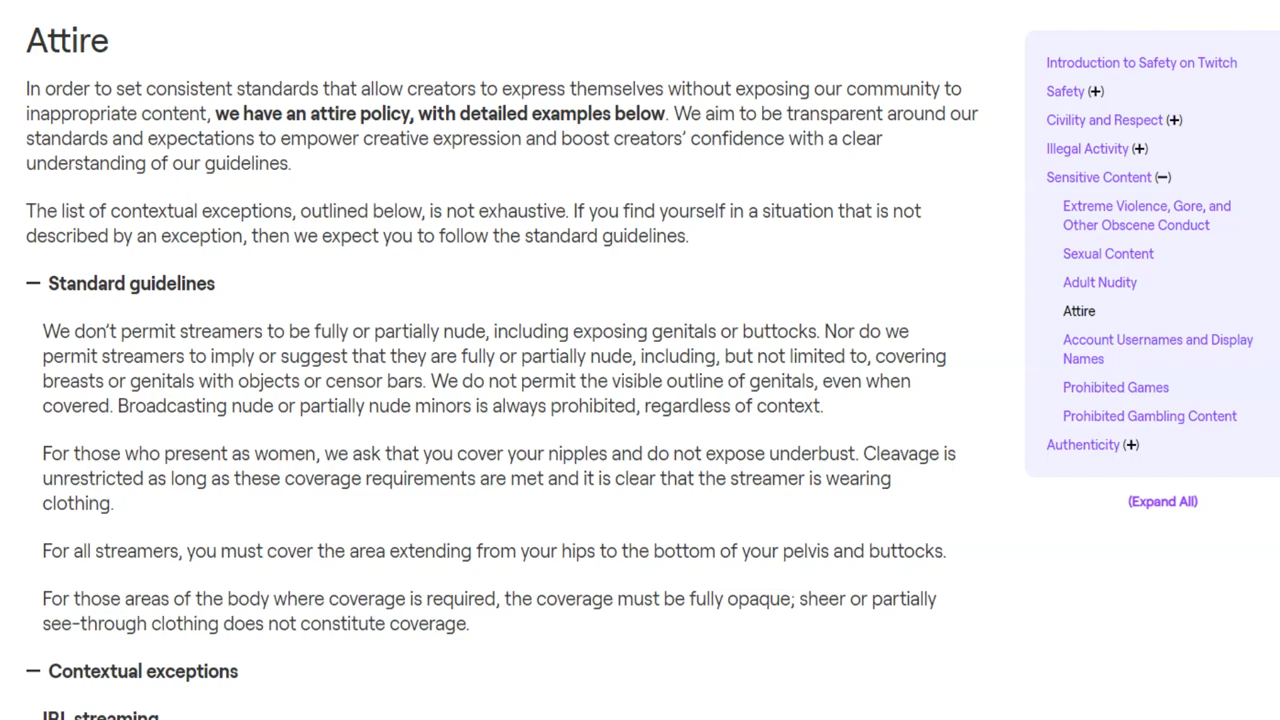 Attire
In order to set consistent standards that allow creators to express themselves without exposing our community to
inappropriate content, we have an attire policy, with detailed examples below. We aim to be transparent around our
standards and expectations to empower creative expression and boost creators’ confidence with a clear
understanding of our guidelines.
The list of contextual exceptions, outlined below, is not exhaustive. If you find yourself in a situation that is not
described by an exception, then we expect you to follow the standard guidelines.
— Standard guidelines
We don’t permit streamers to be fully or partially nude, including exposing genitals or buttocks. Nor do we
permit streamers to imply or suggest that they are fully or partially nude, including, but not limited to, covering
breasts or genitals with objects or censor bars. We do not permit the visible outline of genitals, even when
covered. Broadcasting nude or partially nude minors is always prohibited, regardless of context.
For those who present as women, we ask that you cover your nipples and do not expose underbust. Cleavage is
unrestricted as long as these coverage requirements are met and it is clear that the streamer is wearing
clothing.
For all streamers, you must cover the area extending from your hips to the bottom of your pelvis and buttocks.
For those areas of the body where coverage is required, the coverage must be fully opaque; sheer or partially
see-through clothing does not constitute coverage.
— Contextual exceptions
IRL streaming
Introduction to Safety on Twitch
Safety (+)
Civility and Respect (+)
Illegal Activity (+)
Sensitive Content (—)
Extreme Violence, Gore, and
Other Obscene Conduct
Sexual Content
Adult Nudity
Attire
Account Usernames and Display
Names
Prohibited Games
Prohibited Gambling Content
Authenticity (+)
(Expand All)